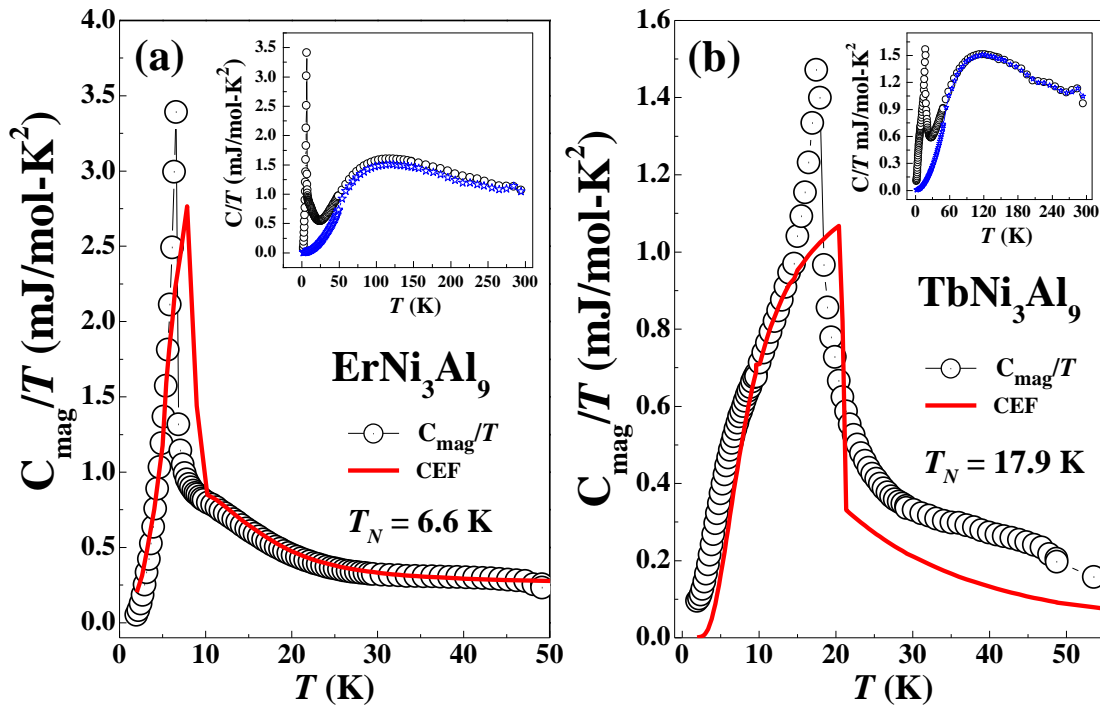 (a)
C_mag/T (mJ/mol-K²)
4.0
3.5
3.0
2.5
2.0
1.5
1.0
0.5
0.0
0 10 20 30 40 50
T (K)
C/T (mJ/mol-K²)
3.5
3.0
2.5
2.0
1.5
1.0
0.5
0.0
0 50 100 150 200 250 300
T (K)
ErNi₃Al₉
C_mag/T
CEF
T_N = 6.6 K
(b)
C_mag/T (mJ/mol-K²)
1.6
1.4
1.2
1.0
0.8
0.6
0.4
0.2
0.0
0 10 20 30 40 50
T (K)
C/T mJ/mol-K²)
1.5
1.2
0.9
0.6
0.3
0.0
0 60 120 180 240 300
T (K)
TbNi₃Al₉
C_mag/T
CEF
T_N = 17.9 K